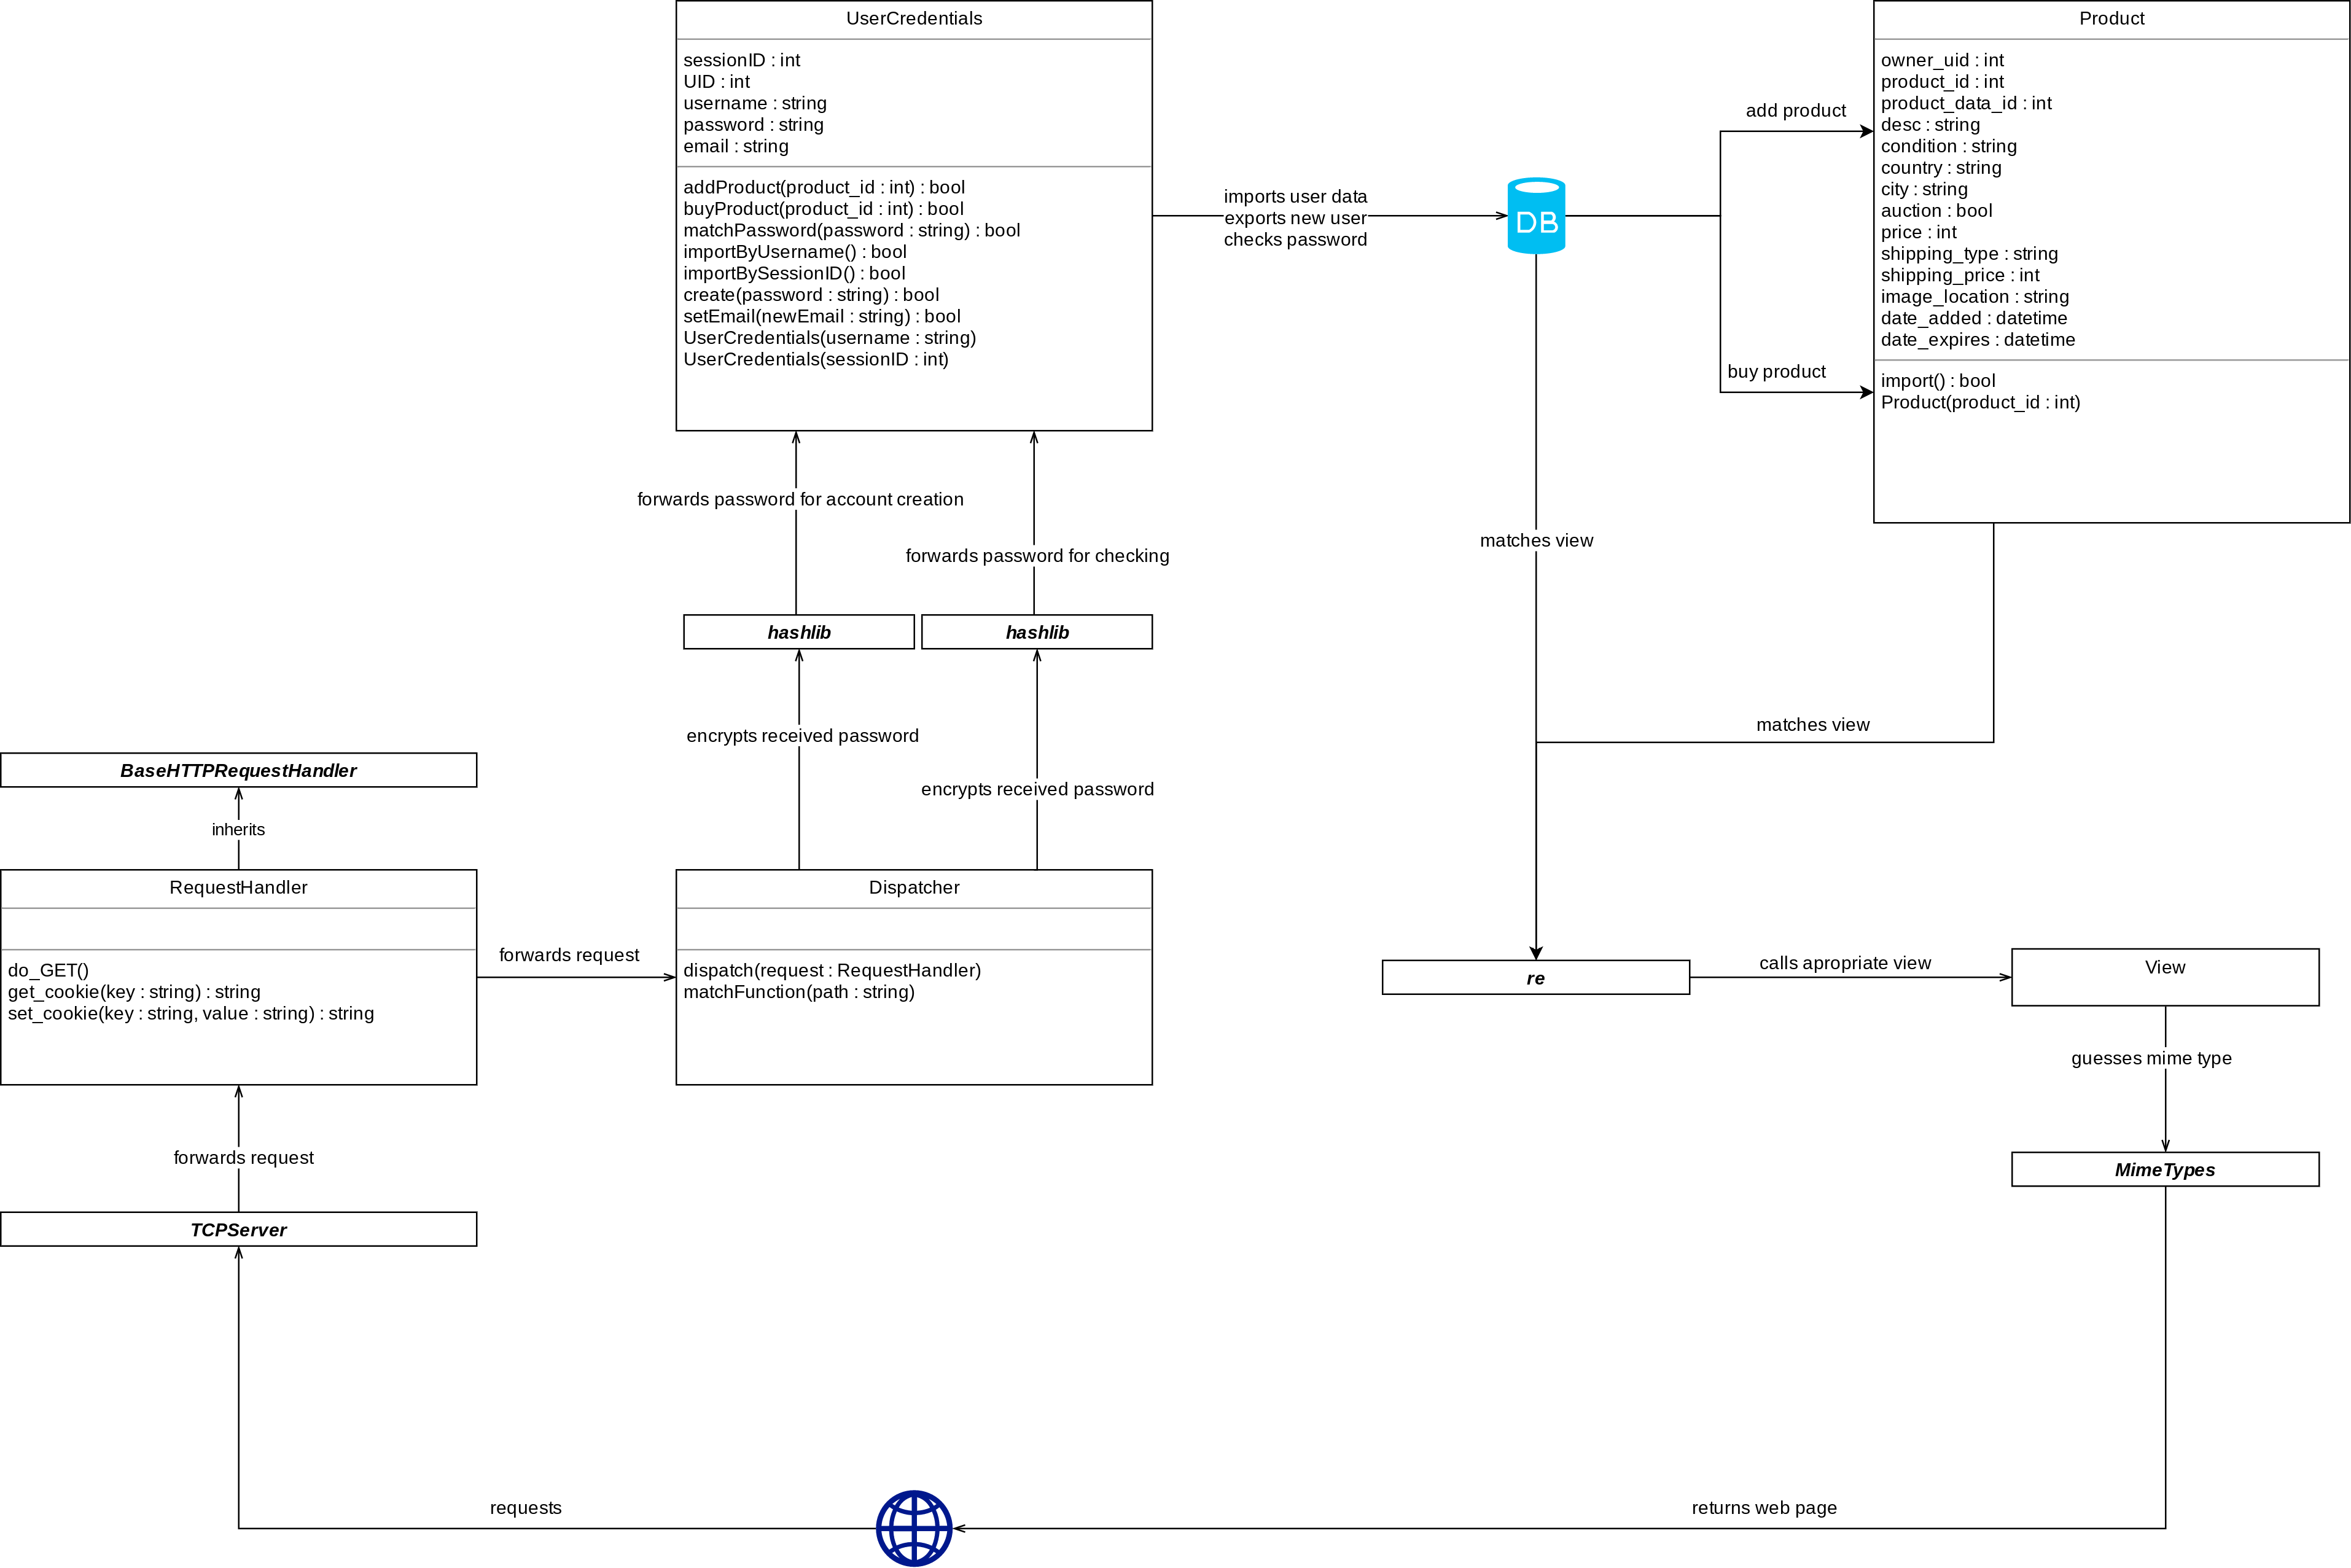 UserCredentials
sessionID : int
UID : int
username : string
password : string
email : string
addProduct(product_id : int) : bool
buyProduct(product_id : int) : bool
matchPassword(password : string) : bool
importByUsername() : bool
importBySessionID() : bool
create(password : string) : bool
setEmail(newEmail : string) : bool
UserCredentials(username : string)
UserCredentials(sessionID : int)
imports user data
exports new user
checks password
DB
add product
buy product
Product
owner_uid : int
product_id : int
product_data_id : int
desc : string
condition : string
country : string
city : string
auction : bool
price : int
shipping_type : string
shipping_price : int
image_location : string
date_added : datetime
date_expires : datetime
import() : bool
Product(product_id : int)
forwards password for account creation
forwards password for checking
matches view
hashlib
hashlib
encrypts received password
encrypts received password
matches view
BaseHTTPRequestHandler
inherits
RequestHandler
do_GET()
get_cookie(key : string) : string
set_cookie(key : string, value : string) : string
forwards request
Dispatcher
dispatch(request : RequestHandler)
matchFunction(path : string)
re
calls apropriate view
View
guesses mime type
MimeTypes
forwards request
TCPServer
requests
returns web page